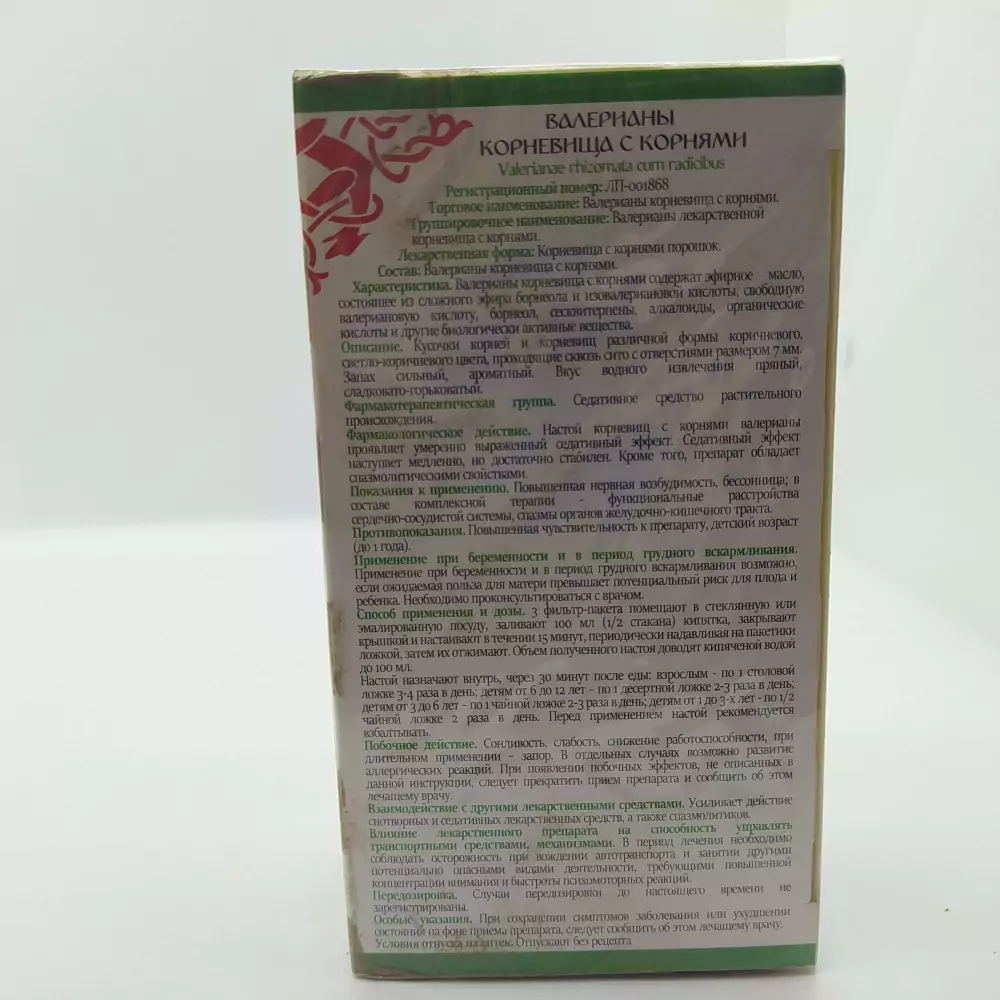 ВАЛЕРИАНЫ
КОРНЕВИЩА С КОРНЯМИ
Valerianae rhizomata cum radicibus
Регистрационный номер: ЛП-001868
Торговое наименование: Валерианы корневища с корнями.
Группировочное наименование: Валерианы лекарственной
корневища с корнями.
Лекарственная форма: Корневища с корнями порошок.
Состав: Валерианы корневища с корнями.
Характеристика. Валерианы корневища с корнями содержат эфирное масло,
состоящее из сложного эфира борнеола и изовалериановой кислоты, свободную
валериановую кислоту, борнеол, сесквитерпены, алкалоиды, органические
кислоты и другие биологически активные вещества.
Описание. Кусочки корней и корневищ различной формы коричневого,
светло-коричневого цвета, проходящие сквозь сито с отверстиями размером 7 мм.
Запах сильный, ароматный. Вкус водного извлечения пряный,
сладковато-горьковатый.
Фармакотерапевтическая группа. Седативное средство растительного
происхождения.
Фармакологическое действие. Настой корневищ с корнями валерианы
проявляет умеренно выраженный седативный эффект. Седативный эффект
наступает медленно, но достаточно стабилен. Кроме того, препарат обладает
спазмолитическими свойствами.
Показания к применению. Повышенная нервная возбудимость, бессонница; в
составе комплексной терапии - функциональные расстройства
сердечно-сосудистой системы, спазмы органов желудочно-кишечного тракта.
Противопоказания. Повышенная чувствительность к препарату, детский возраст
(до 1 года).
Применение при беременности и в период грудного вскармливания.
Применение при беременности и в период грудного вскармливания возможно,
если ожидаемая польза для матери превышает потенциальный риск для плода и
ребенка. Необходимо проконсультироваться с врачом.
Способ применения и дозы. 3 фильтр-пакета помещают в стеклянную или
эмалированную посуду, заливают 100 мл (1/2 стакана) кипятка, закрывают
крышкой и настаивают в течении 15 минут, периодически надавливая на пакетики
ложкой, затем их отжимают. Объем полученного настоя доводят кипяченой водой
до 100 мл.
Настой назначают внутрь, через 30 минут после еды: взрослым - по 1 столовой
ложке 3-4 раза в день; детям от 6 до 12 лет - по 1 десертной ложке 2-3 раза в день;
детям от 3 до 6 лет - по 1 чайной ложке 2-3 раза в день; детям от 1 до 3-х лет - по 1/2
чайной ложке 2 раза в день. Перед применением настой рекомендуется
взбалтывать.
Побочное действие. Сонливость, слабость, снижение работоспособности, при
длительном применении - запор. В отдельных случаях возможно развитие
аллергических реакций. При появлении побочных эффектов, не описанных в
данной инструкции, следует прекратить прием препарата и сообщить об этом
лечащему врачу.
Взаимодействие с другими лекарственными средствами. Усиливает действие
снотворных и седативных лекарственных средств, а также спазмолитиков.
Влияние лекарственного препарата на способность управлять
транспортными средствами, механизмами. В период лечения необходимо
соблюдать осторожность при вождении автотранспорта и занятии другими
потенциально опасными видами деятельности, требующими повышенной
концентрации внимания и быстроты психомоторных реакций.
Передозировка. Случаи передозировки до настоящего времени не
зарегистрированы.
Особые указания. При сохранении симптомов заболевания или ухудшении
состояния на фоне приема препарата, следует сообщить об этом лечащему врачу.
Условия отпуска из аптек. Отпускают без рецепта